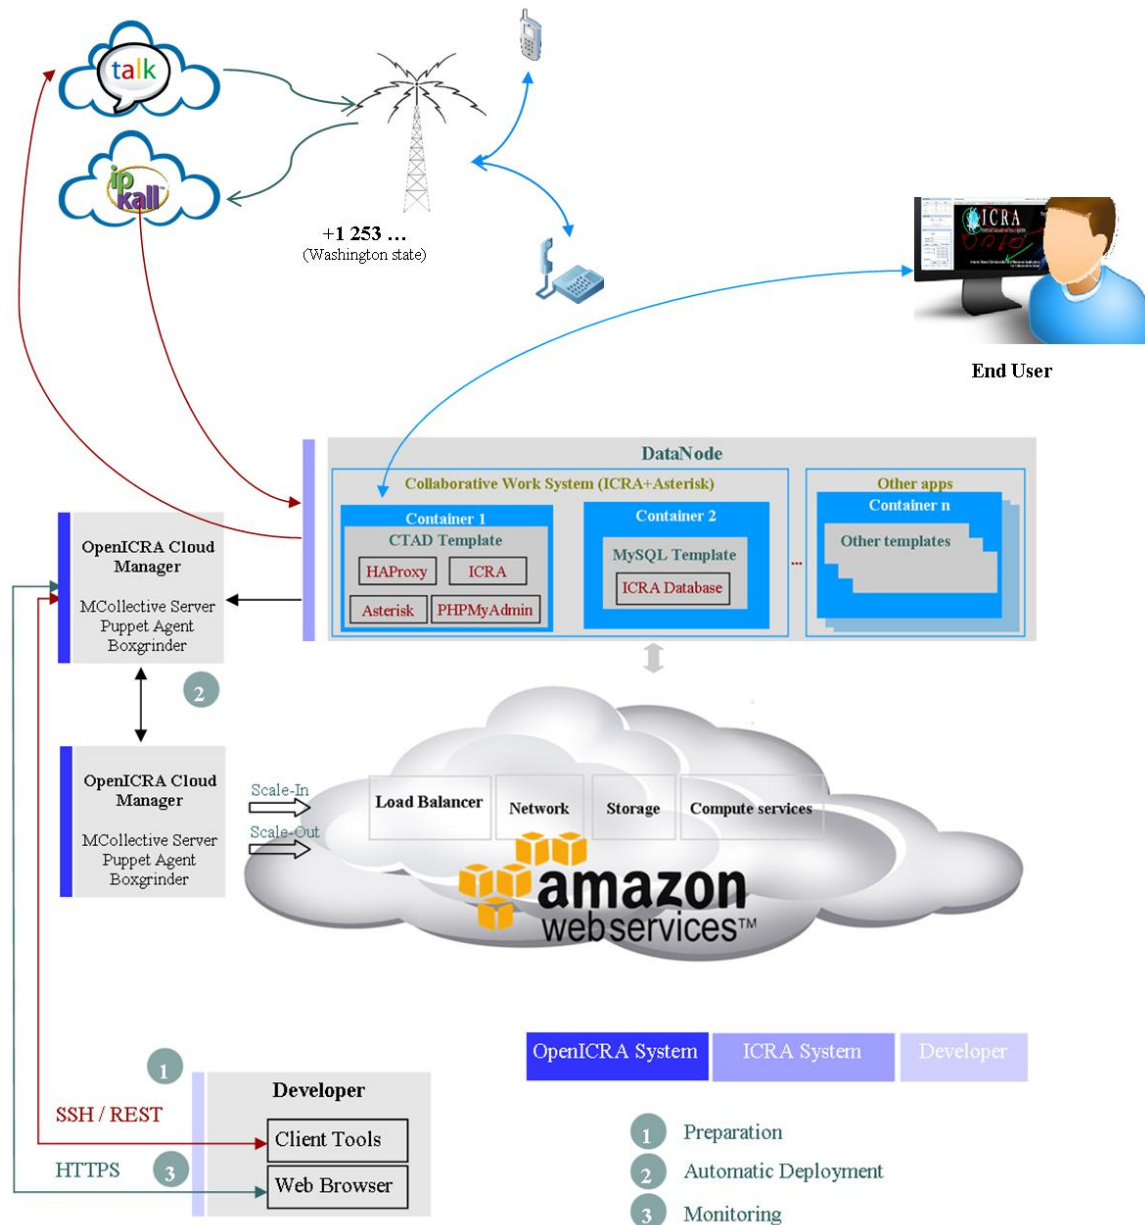 talk
ip
kall™
+1 253 ...
(Washington state)
ICRA
End User
DataNode
Collaborative Work System (ICRA+Asterisk)
Other apps
Container 1
Container 2
Container n
CTAD Template
MySQL Template
Other templates
HAProxy
ICRA
ICRA Database
...
Asterisk
PHPMyAdmin
OpenICRA Cloud
Manager
MCollective Server
Puppet Agent
Boxgrinder
2
OpenICRA Cloud
Manager
MCollective Server
Puppet Agent
Boxgrinder
Scale-In
Scale-Out
Load Balancer
Network
Storage
Compute services
amazon
webservices™
OpenICRA System
ICRA System
Developer
1
Developer
SSH / REST
Client Tools
HTTPS
3
Web Browser
1 Preparation
2 Automatic Deployment
3 Monitoring